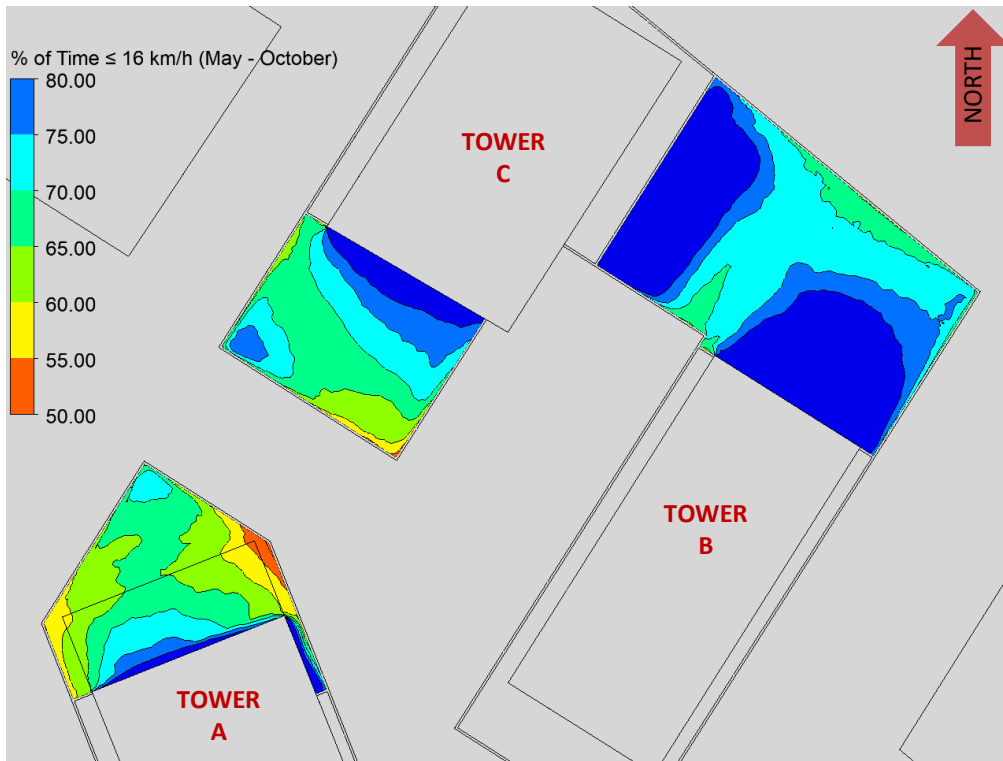 % of Time ≤ 16 km/h (May - October)
80.00
75.00
70.00
65.00
60.00
55.00
50.00
NORTH
TOWER
C
TOWER
B
TOWER
A